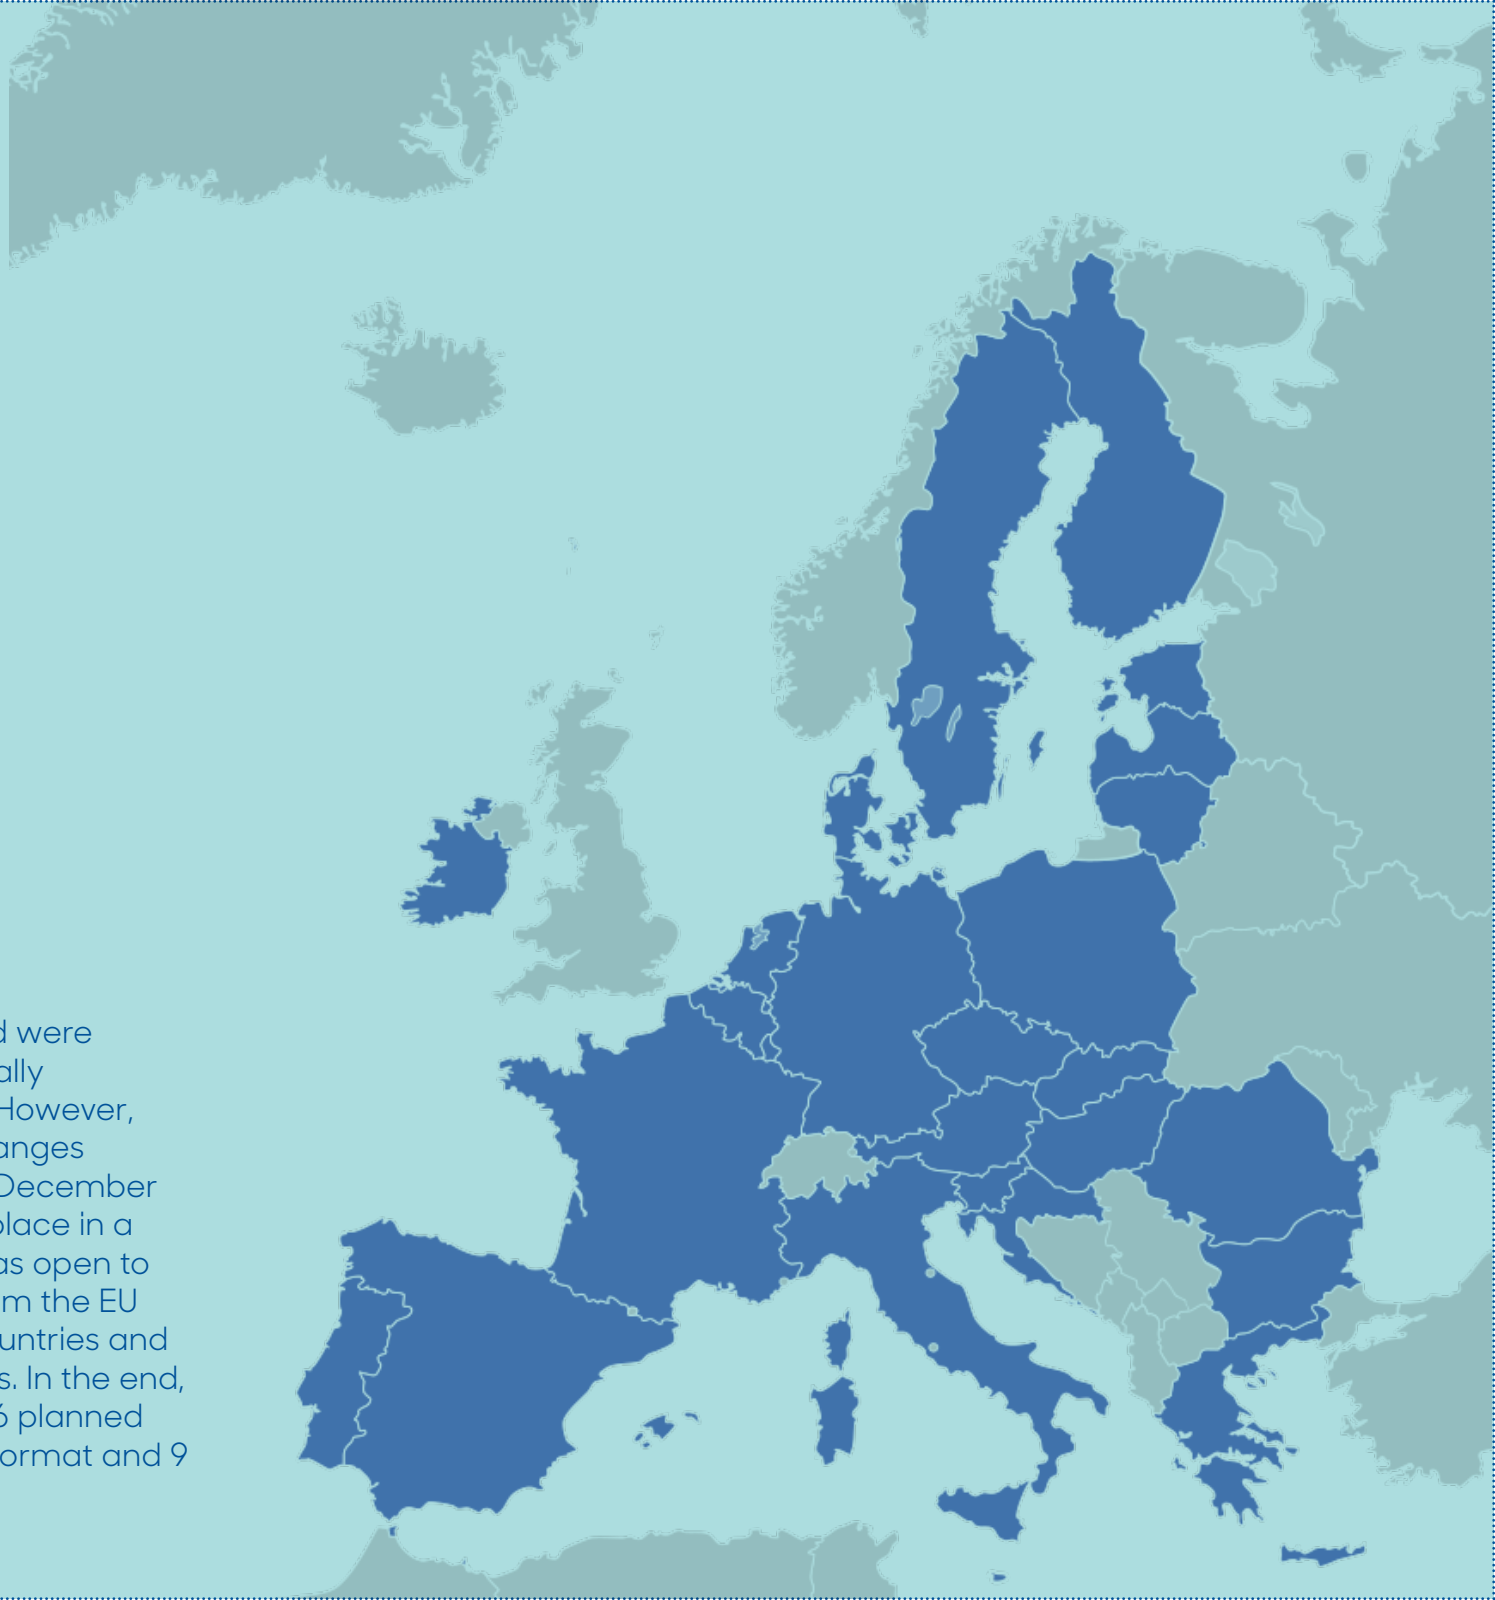 d were
ally
However,
anges
December
place in a
as open to
m the EU
untries and
s. In the end,
6 planned
ormat and 9